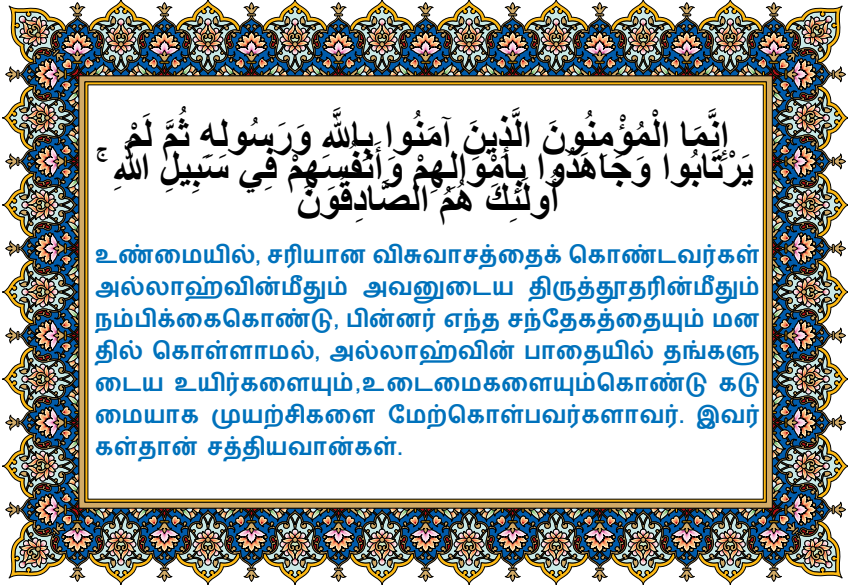 إِنَّمَا الْمُؤْمِنُونَ الَّذِينَ آمَنُوا بِاللَّهِ وَرَسُولِهِ ثُمَّ لَمْ
يَرْتَابُوا وَجَاهَدُوا بِأَمْوَالِهِمْ وَأَنْفُسِهِمْ فِي سَبِيلِ اللَّهِ ۚ
أُولَٰئِكَ هُمُ الصَّادِقُونَ
உண்மையில், சரியான விசுவாசத்தைக் கொண்டவர்கள்
அல்லாஹ்வின்மீதும் அவனுடைய திருத்தூதரின்மீதும்
நம்பிக்கைகொண்டு, பின்னர் எந்த சந்தேகத்தையும் மன
தில் கொள்ளாமல், அல்லாஹ்வின் பாதையில் தங்களு
டைய உயிர்களையும்,உடைமைகளையும்கொண்டு கடு
மையாக முயற்சிகளை மேற்கொள்பவர்களாவர். இவர்
கள்தான் சத்தியவான்கள்.